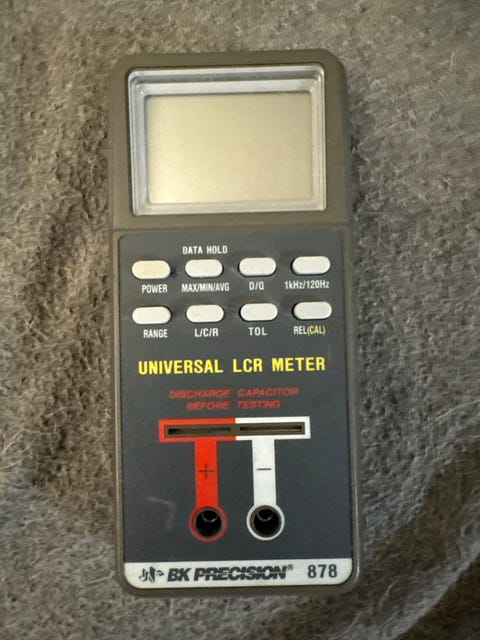 DATA HOLD
POWER MAX/MIN/AVG D/Q 1kHz/120Hz
RANGE L/C/R TOL REL(CAL)
UNIVERSAL LCR METER
DISCHARGE CAPACITOR
BEFORE TESTING
+ −
BK PRECISION® 878